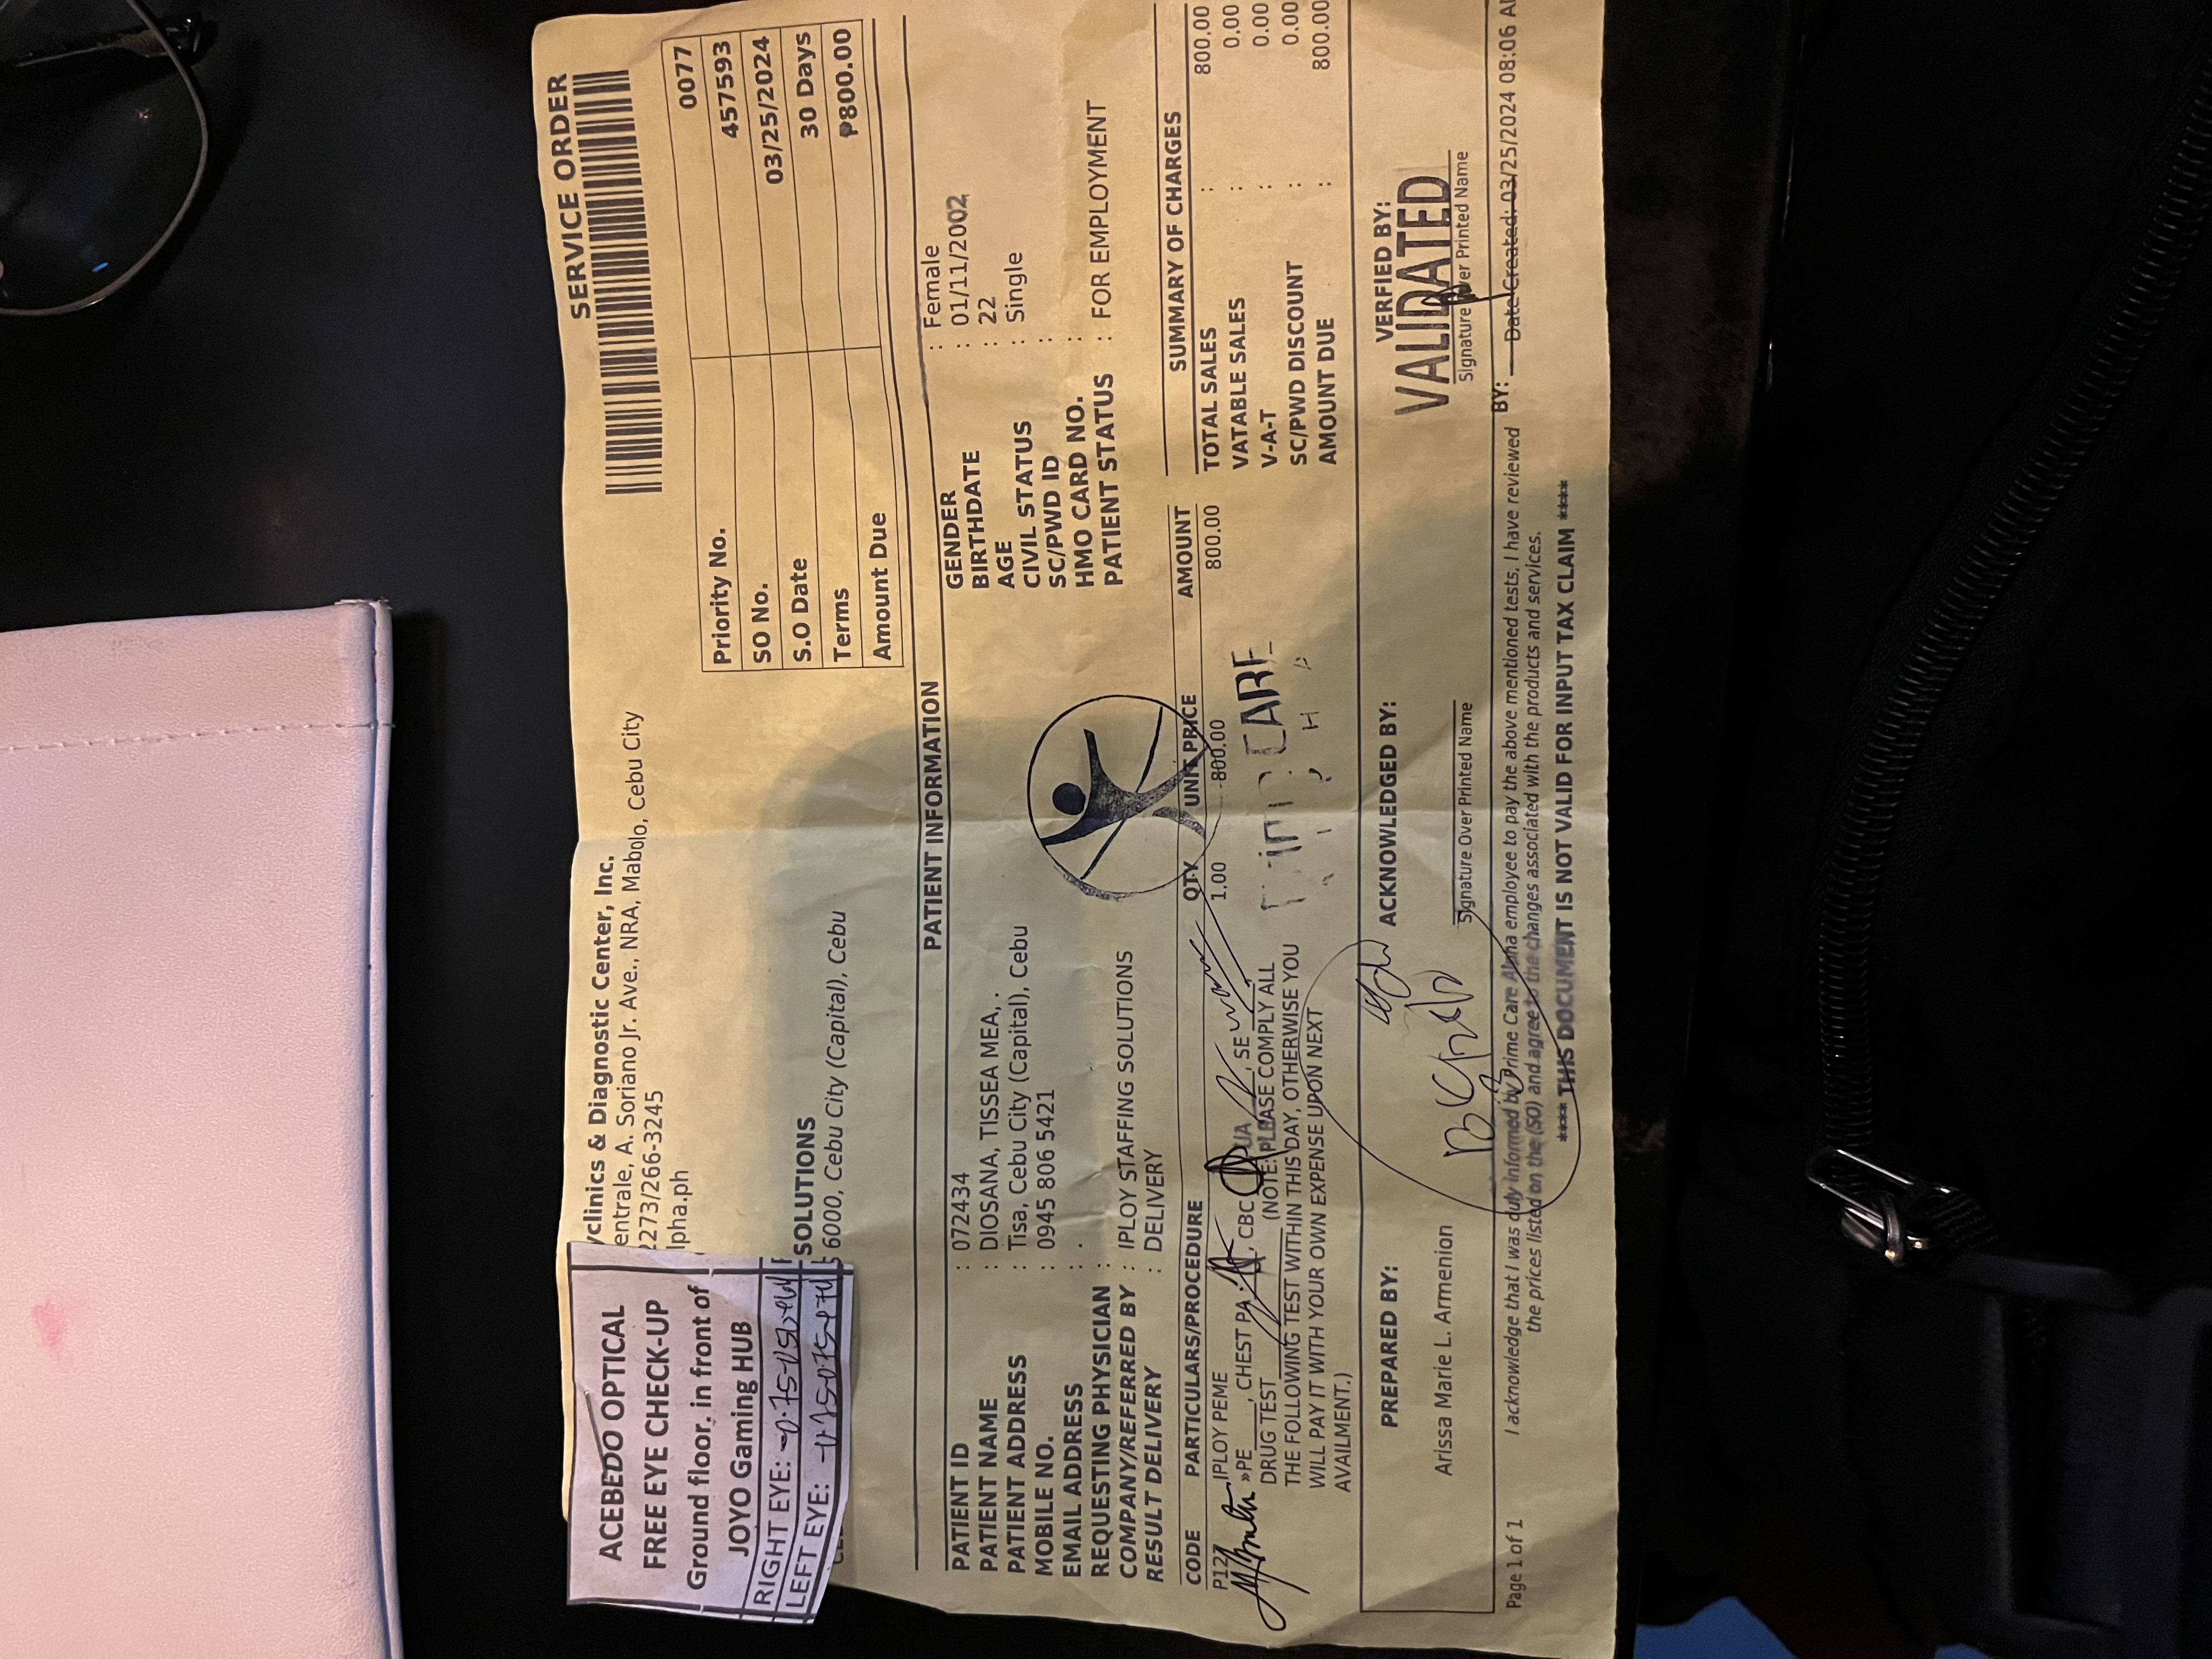 SERVICE ORDER
yclinics & Diagnostic Center, Inc.
entrale, A. Soriano Jr. Ave., NRA, Mabolo, Cebu City
2273/266-3245
lpha.ph
ACEBEDO OPTICAL
FREE EYE CHECK-UP
Ground floor. in front of
JOYO Gaming HUB
RIGHT EYE:
LEFT EYE:
SOLUTIONS
6000, Cebu City (Capital), Cebu
Priority No. 0077
SO No. 457593
S.O Date 03/25/2024
Terms 30 Days
Amount Due ₱800.00
PATIENT INFORMATION
PATIENT ID : 072434
PATIENT NAME : DIOSANA, TISSEA MEA, .
PATIENT ADDRESS : Tisa, Cebu City (Capital), Cebu
MOBILE NO. : 0945 806 5421
EMAIL ADDRESS : .
REQUESTING PHYSICIAN :
COMPANY/REFERRED BY : IPLOY STAFFING SOLUTIONS
RESULT DELIVERY : DELIVERY
GENDER : Female
BIRTHDATE : 01/11/2002
AGE : 22
CIVIL STATUS : Single
SC/PWD ID :
HMO CARD NO. :
PATIENT STATUS : FOR EMPLOYMENT
CODE PARTICULARS/PROCEDURE QTY UNIT PRICE AMOUNT
P127 IPLOY PEME 1.00 800.00 800.00
»PE , CHEST PA , CBC UA , SE
DRUG TEST (NOTE: PLEASE COMPLY ALL
THE FOLLOWING TEST WITHIN THIS DAY, OTHERWISE YOU
WILL PAY IT WITH YOUR OWN EXPENSE UPON NEXT
AVAILMENT.)
CARE
SUMMARY OF CHARGES
TOTAL SALES : 800.00
VATABLE SALES : 0.00
V-A-T : 0.00
SC/PWD DISCOUNT : 0.00
AMOUNT DUE : 800.00
PREPARED BY:
Arissa Marie L. Armenion
ACKNOWLEDGED BY:
Signature Over Printed Name
VERFIED BY:
VALIDATED
Signature Over Printed Name
BY:
Page 1 of 1
I acknowledge that I was duly informed by Prime Care Alpha employee to pay the above mentioned tests. I have reviewed
the prices listed on the (SO) and agree to the changes associated with the products and services.
Date Created: 03/25/2024 08:06
**** THIS DOCUMENT IS NOT VALID FOR INPUT TAX CLAIM ****